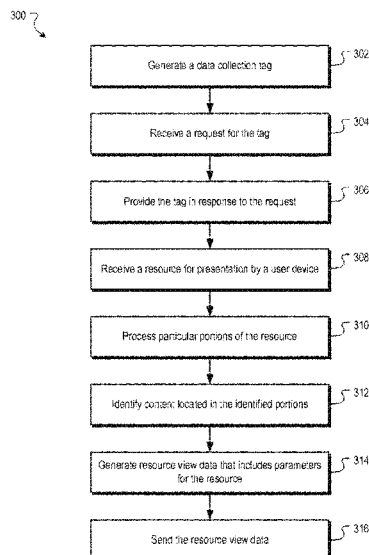 300
Generate a data collection tag
302
Receive a request for the tag
304
Provide the tag in response to the request
306
Receive a resource for presentation by a user device
308
Process particular portions of the resource
310
Identify content located in the identified portions
312
Generate resource view data that includes parameters
for the resource
314
Send the resource view data
316